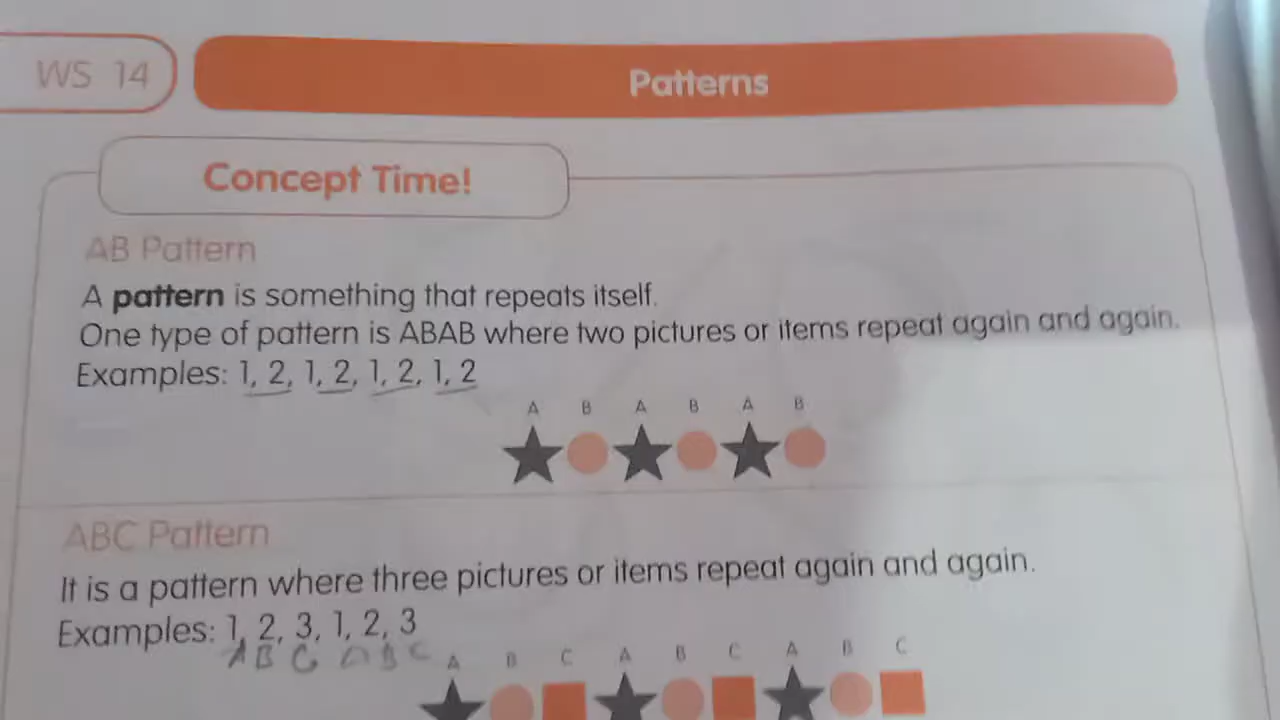 WS 14
Patterns
Concept Time!
AB Pattern
A pattern is something that repeats itself.
One type of pattern is ABAB where two pictures or items repeat again and again.
Examples: 1, 2, 1, 2, 1, 2, 1, 2
A B A B A B
ABC Pattern
It is a pattern where three pictures or items repeat again and again.
Examples: 1, 2, 3, 1, 2, 3
A B C A B C
A B C A B C A B C